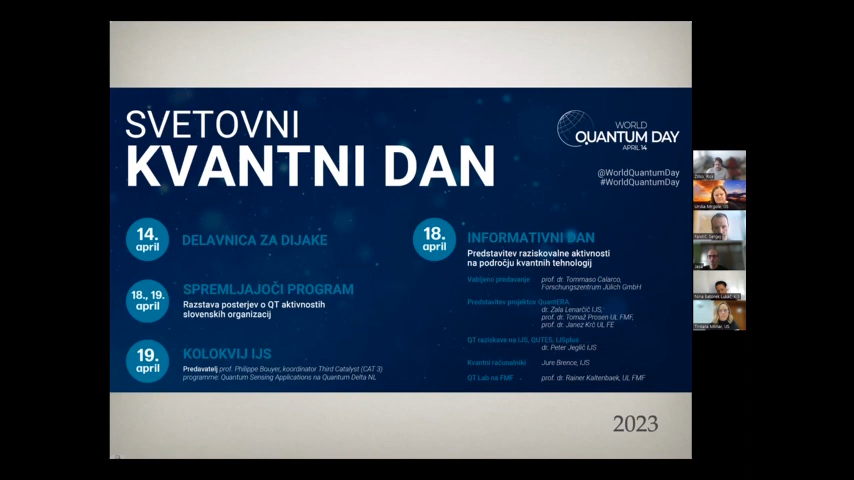 SVETOVNI
KVANTNI DAN
WORLD
QUANTUM DAY
APRIL 14
@WorldQuantumDay
#WorldQuantumDay
14.
april
DELAVNICA ZA DIJAKE
18., 19.
april
SPREMLJAJOČI PROGRAM
Razstava posterjev o QT aktivnostih
slovenskih organizacij
19.
april
KOLOKVIJ IJS
Predavatelj prof. Philippe Bouyer, koordinator Third Catalyst (CAT 3)
programme: Quantum Sensing Applications na Quantum Delta NL
18.
april
INFORMATIVNI DAN
Predstavitev raziskovalne aktivnosti
na področju kvantnih tehnologij
Vabljeno predavanje prof. dr. Tommaso Calarco,
Forschungszentrum Jülich GmbH
Predstavitev projektov QuantERA
dr. Zala Lenarčič IJS,
prof. dr. Tomaž Prosen UL FMF,
prof. dr. Janez Krč UL FE
QT raziskave na IJS, QUTES, IJSplus
dr. Peter Jeglič IJS
Kvantni računalniki Jure Brence, IJS
QT Lab na FMF prof. dr. Rainer Kaltenbaek, UL FMF
2023